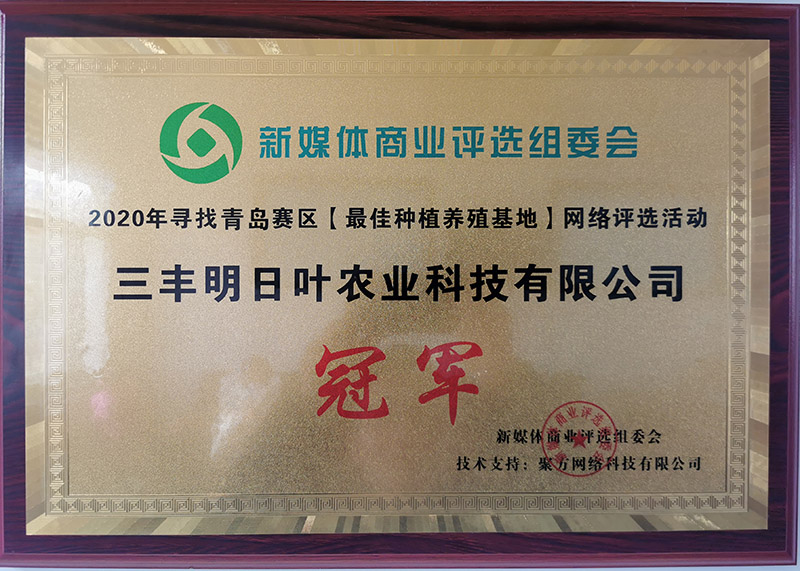 新媒体商业评选组委会
2020年寻找青岛赛区【最佳种植养殖基地】网络评选活动
三丰明日叶农业科技有限公司
冠军
新媒体商业评选组委会
技术支持：聚方网络科技有限公司